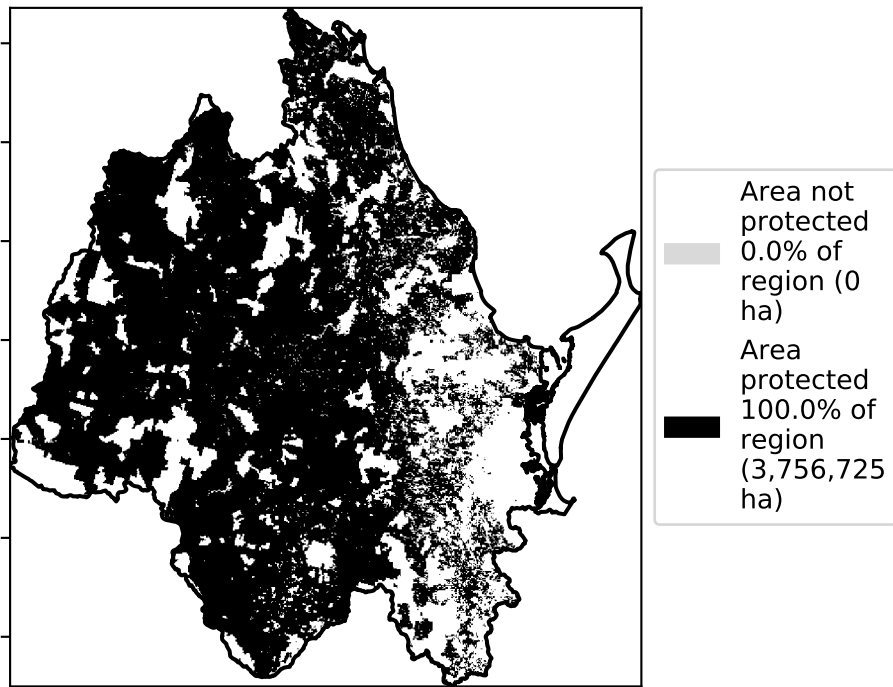 Area not
protected
0.0% of
region (0
ha)
Area
protected
100.0% of
region
(3,756,725
ha)